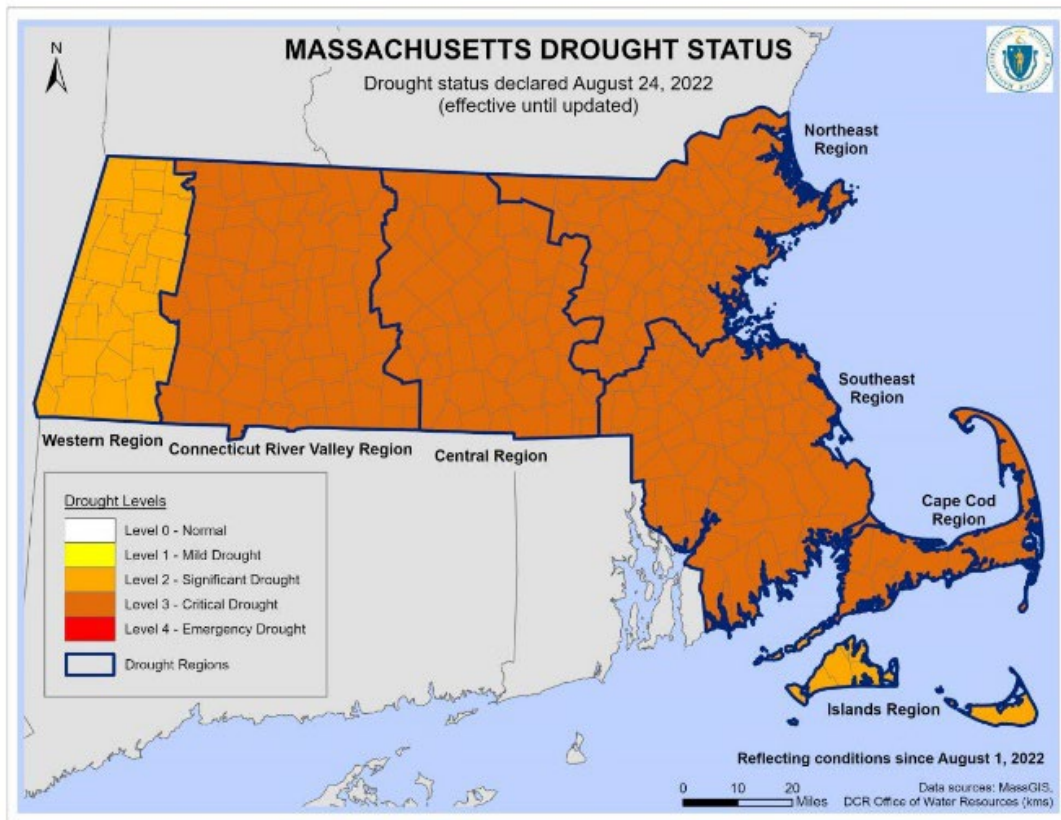 MASSACHUSETTS DROUGHT STATUS
Drought status declared August 24, 2022
(effective until updated)
N
Northeast
Region
Southeast
Region
Cape Cod
Region
Western Region
Connecticut River Valley Region
Central Region
Islands Region
Drought Levels
Level 0 - Normal
Level 1 - Mild Drought
Level 2 - Significant Drought
Level 3 - Critical Drought
Level 4 - Emergency Drought
Drought Regions
Reflecting conditions since August 1, 2022
0 10 20
Miles
Data sources: MassGIS,
DCR Office of Water Resources (kms)